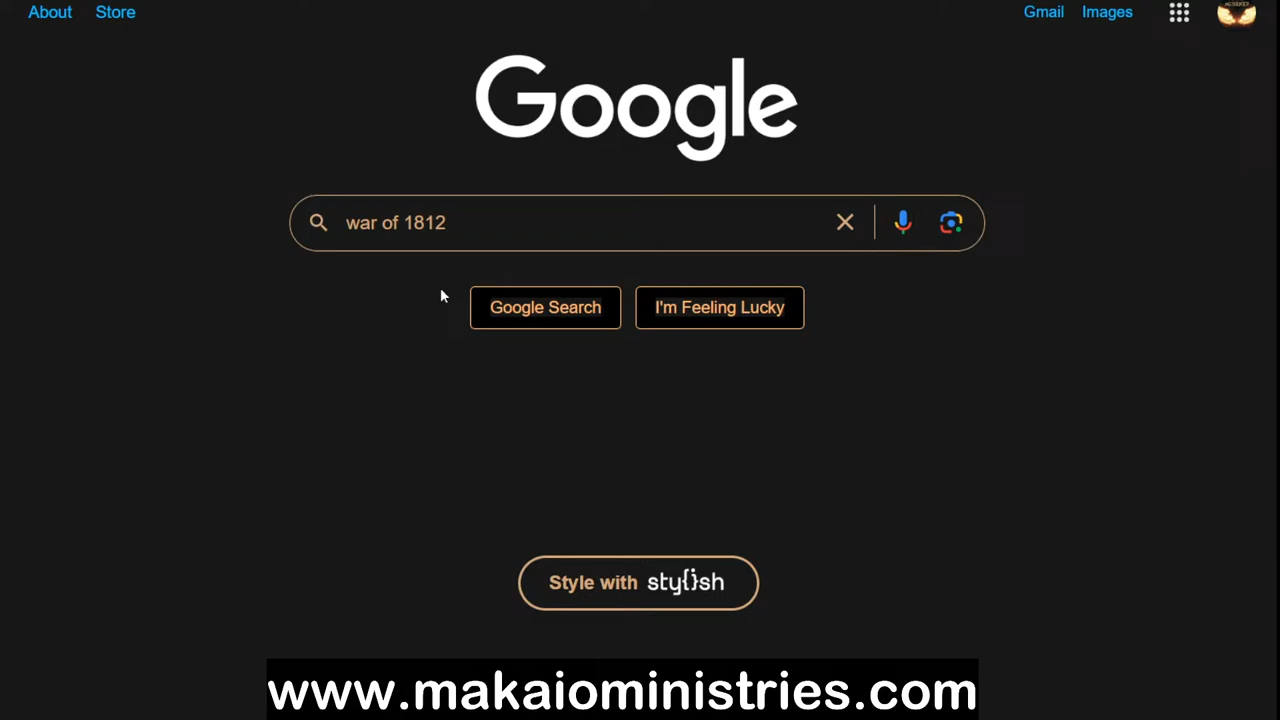 About Store Gmail Images
Google
war of 1812
Google Search I'm Feeling Lucky
Style with styl{}sh
www.makaioministries.com